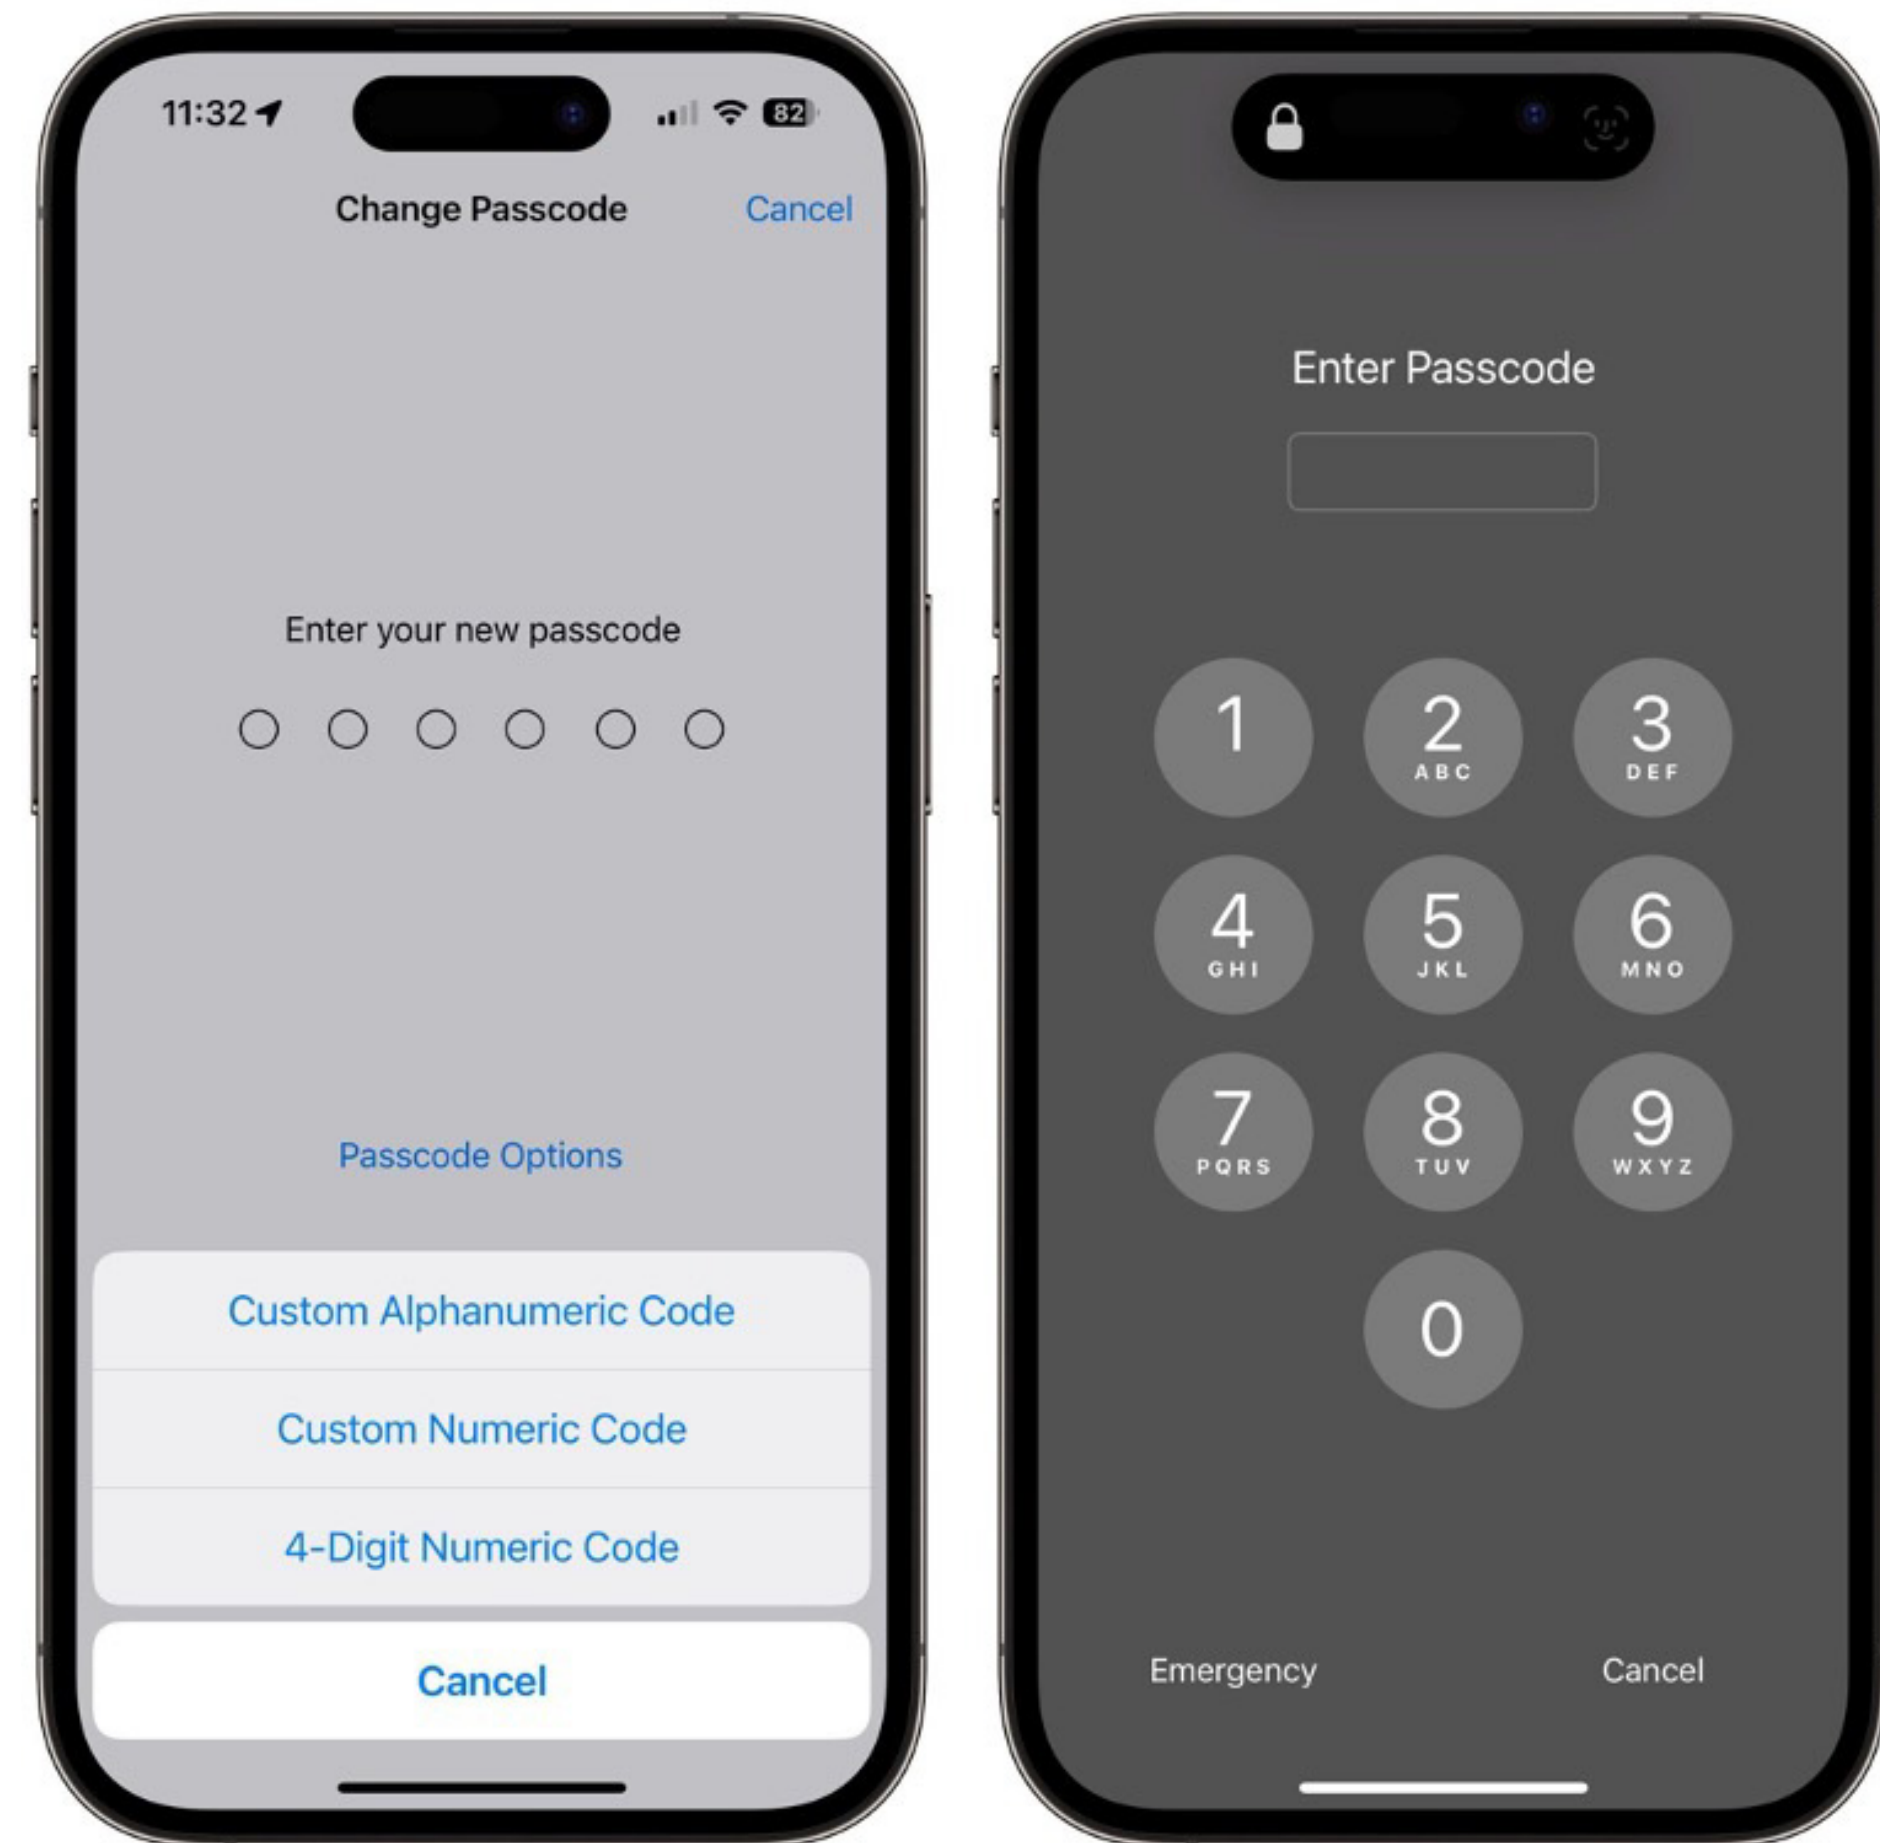 11:32
82
Change Passcode
Cancel
Enter your new passcode
Passcode Options
Custom Alphanumeric Code
Custom Numeric Code
4-Digit Numeric Code
Cancel
Enter Passcode
1 2 3
ABC DEF
4 5 6
GHI JKL MNO
7 8 9
PQRS TUV WXYZ
0
Emergency Cancel